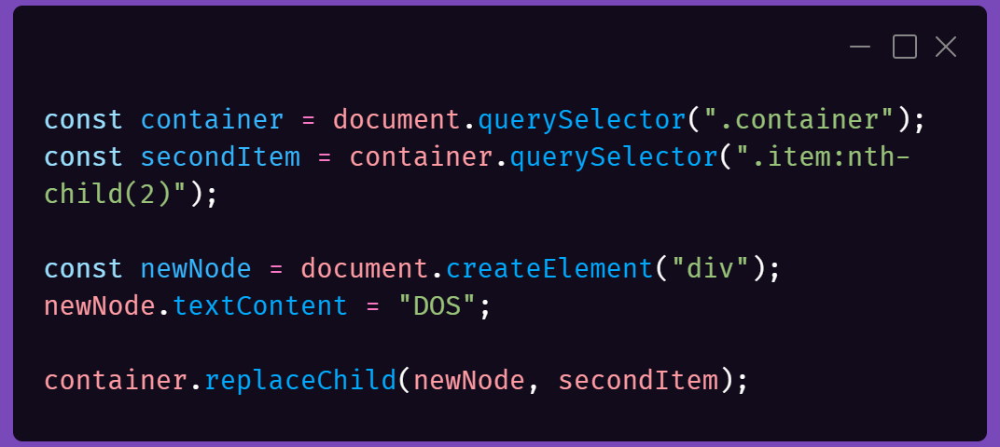 const container = document.querySelector(".container");
const secondItem = container.querySelector(".item:nth-
child(2)");
const newNode = document.createElement("div");
newNode.textContent = "DOS";
container.replaceChild(newNode, secondItem);